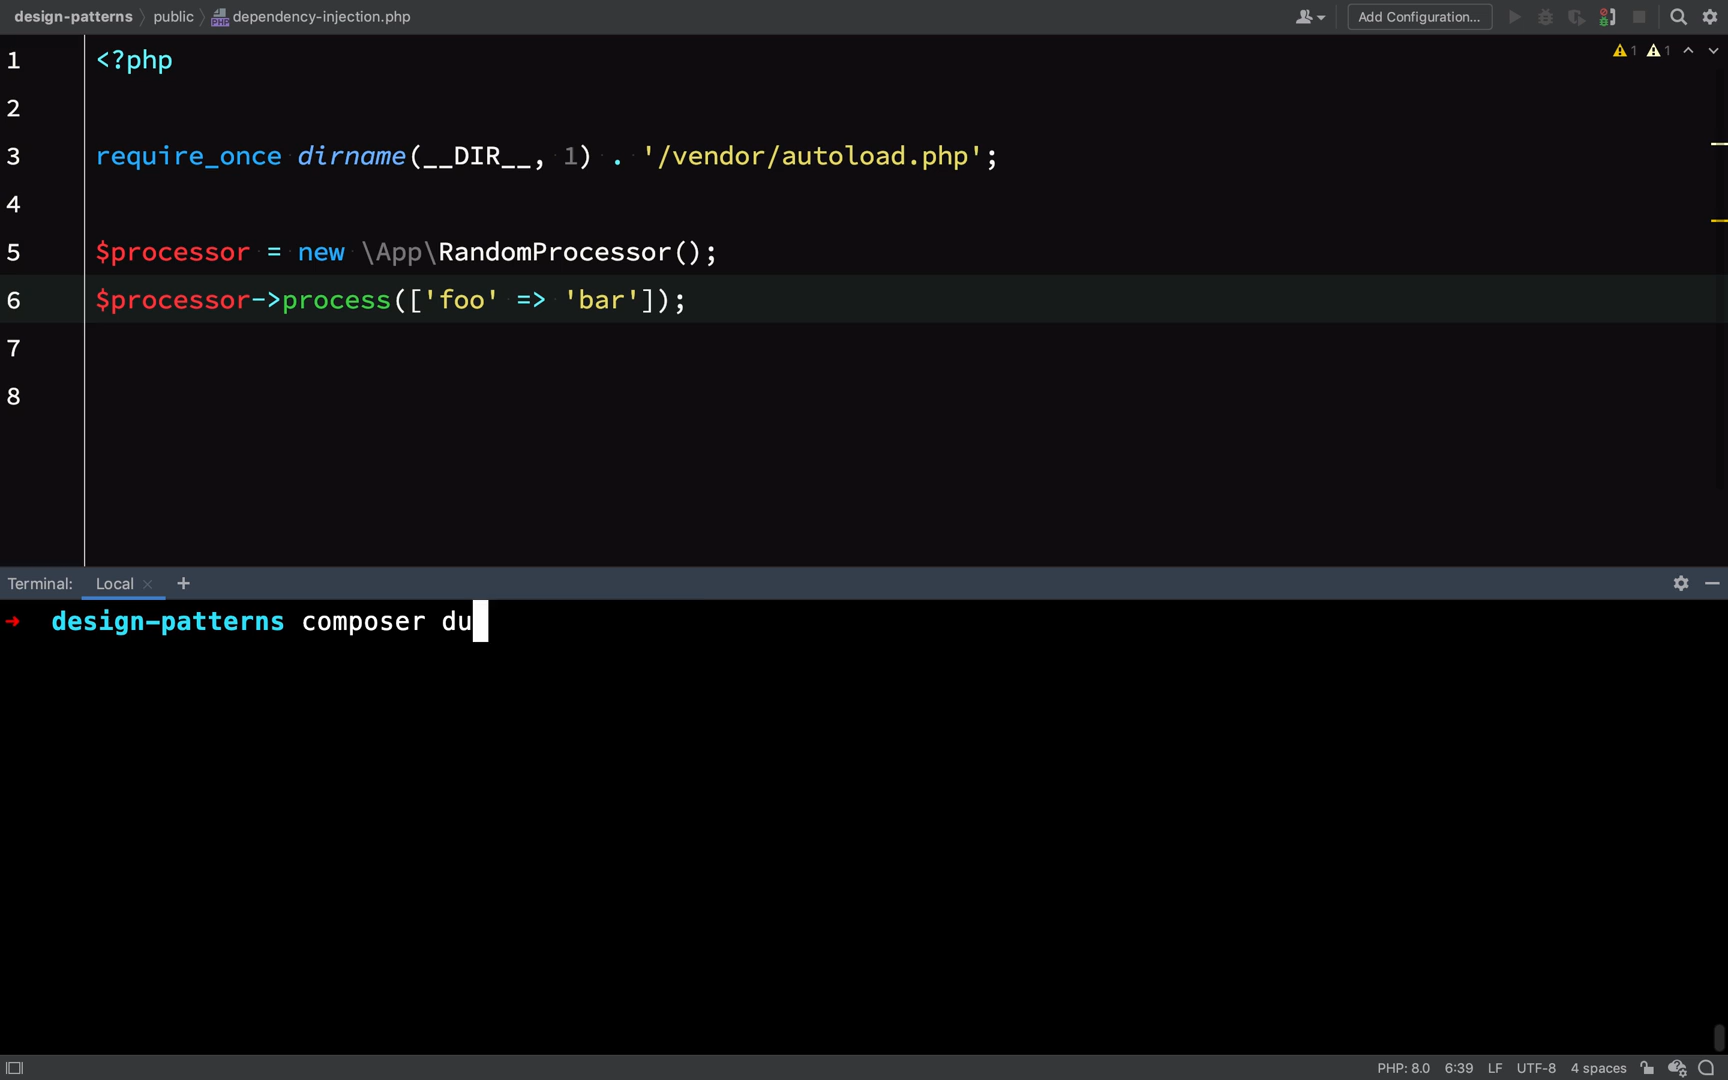 design-patterns public dependency-injection.php Add Configuration...
1 <?php 1 1
2
3 require_once dirname(__DIR__, 1) . '/vendor/autoload.php';
4
5 $processor = new \App\RandomProcessor();
6 $processor->process(['foo' => 'bar']);
7
8
Terminal: Local
→ design-patterns composer du
PHP: 8.0 6:39 LF UTF-8 4 spaces